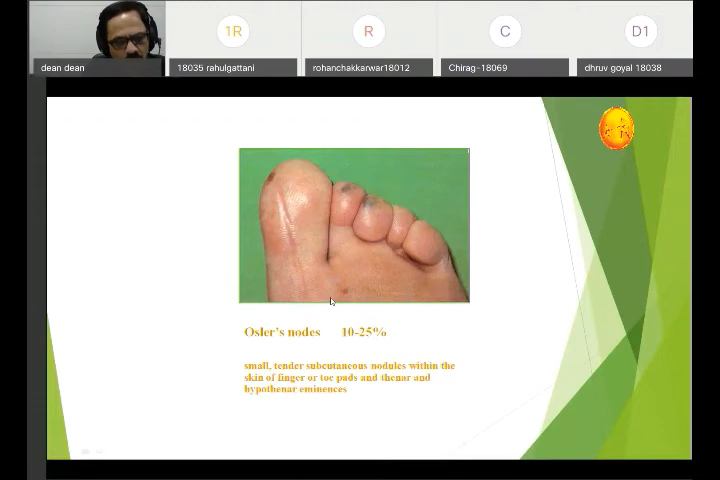 1R
R
C
D1
dean dean
18035 rahulgattani
rohanchakkarwar18012
Chirag-18069
dhruv goyal 18038
Osler's nodes 10-25%
small, tender subcutaneous nodules within the
skin of finger or toe pads and thenar and
hypothenar eminences